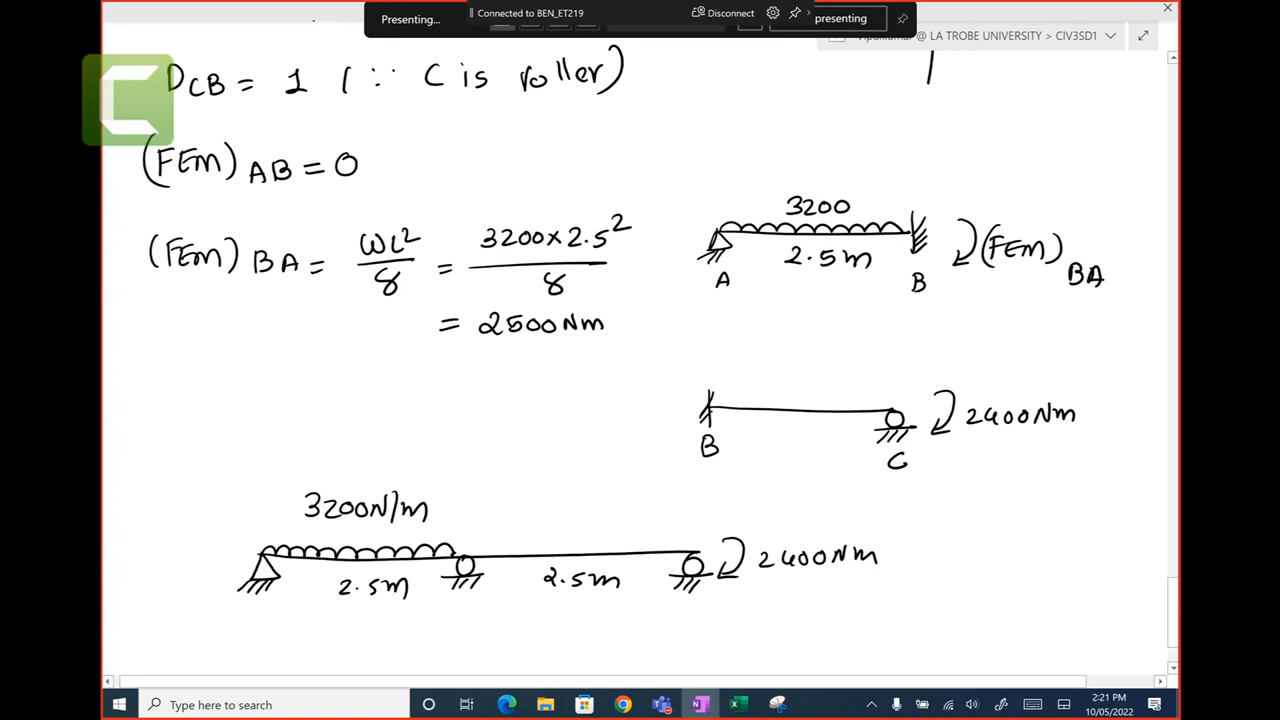 Presenting...
Connected to BEN_ET219
Disconnect
presenting
@ LA TROBE UNIVERSITY > CIV3SD1
DCB = 1 (∵ C is roller)
(FEM) AB = 0
(FEM) BA = ωL²/8 = 3200×2.5²/8
= 2500Nm
3200
2.5m
A
B
(FEM) BA
B
C
2400Nm
3200N/m
2.5m
2.5m
2400Nm
Type here to search
2:21 PM
10/05/2022